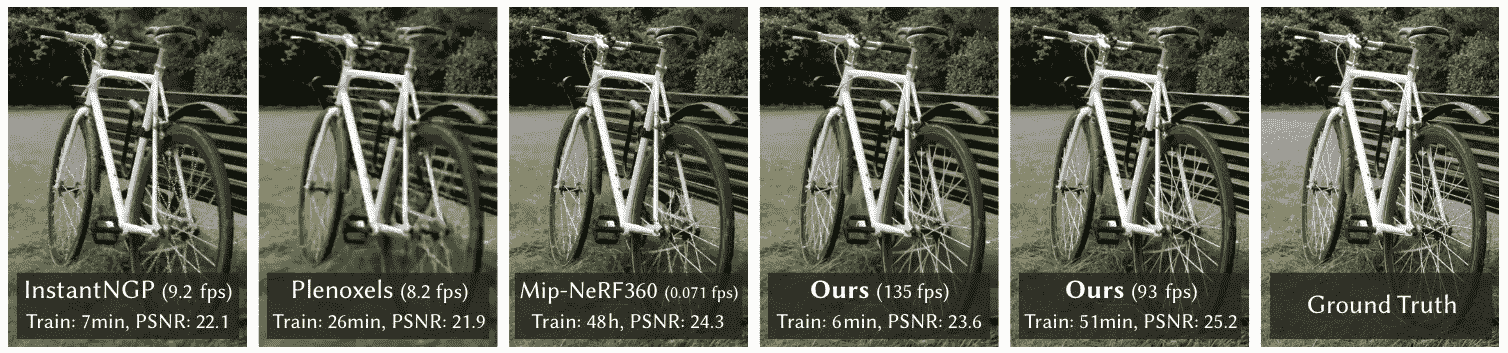 InstantNGP (9.2 fps)
Train: 7min, PSNR: 22.1
Plenoxels (8.2 fps)
Train: 26min, PSNR: 21.9
Mip-NeRF360 (0.071 fps)
Train: 48h, PSNR: 24.3
Ours (135 fps)
Train: 6min, PSNR: 23.6
Ours (93 fps)
Train: 51min, PSNR: 25.2
Ground Truth